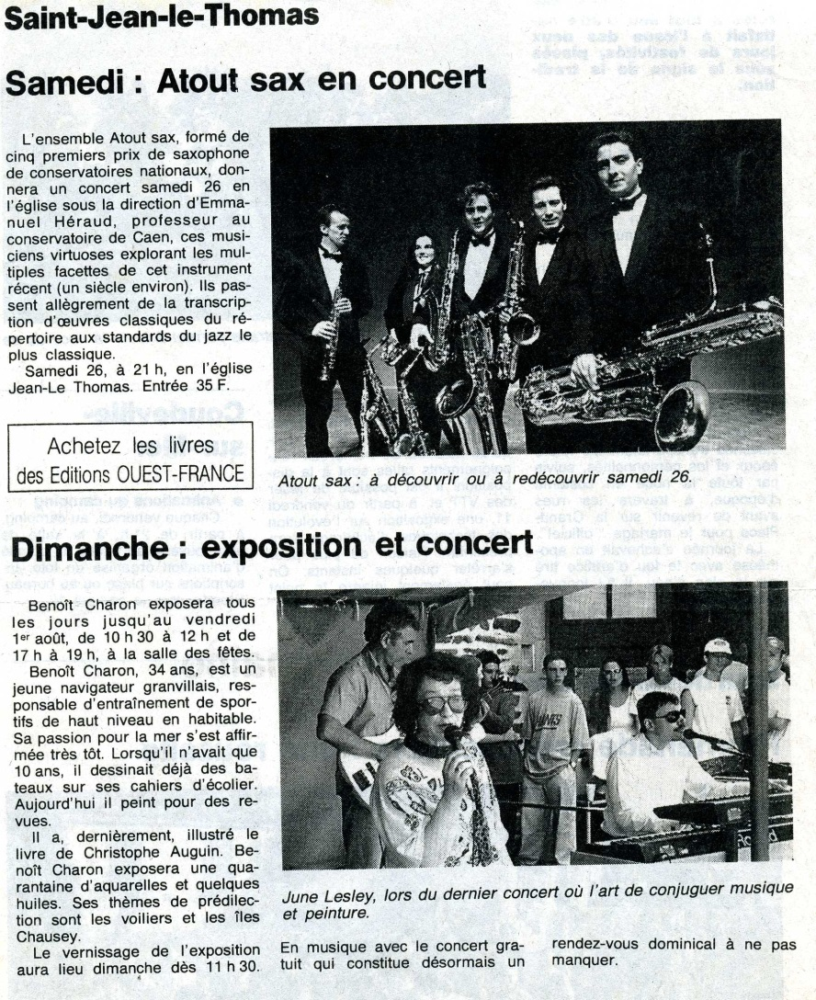 Saint-Jean-le-Thomas
Samedi : Atout sax en concert
L'ensemble Atout sax, formé de
cinq premiers prix de saxophone
de conservatoires nationaux, don-
nera un concert samedi 26 en
l'église sous la direction d'Emma-
nuel Héraud, professeur au
conservatoire de Caen, ces musi-
ciens virtuoses explorant les mul-
tiples facettes de cet instrument
récent (un siècle environ). Ils pas-
sent allègrement de la transcrip-
tion d'œuvres classiques du ré-
pertoire aux standards du jazz le
plus classique.
Samedi 26, à 21 h, en l'église
Jean-Le Thomas. Entrée 35 F.
Achetez les livres
des Editions OUEST-FRANCE
Atout sax : à découvrir ou à redécouvrir samedi 26.
Dimanche : exposition et concert
Benoît Charon exposera tous
les jours jusqu'au vendredi
1er août, de 10 h 30 à 12 h et de
17 h à 19 h, à la salle des fêtes.
Benoît Charon, 34 ans, est un
jeune navigateur granvillais, res-
ponsable d'entraînement de spor-
tifs de haut niveau en habitable.
Sa passion pour la mer s'est affir-
mée très tôt. Lorsqu'il n'avait que
10 ans, il dessinait déjà des ba-
teaux sur ses cahiers d'écolier.
Aujourd'hui il peint pour des re-
vues.
Il a, dernièrement, illustré le
livre de Christophe Auguin. Be-
noît Charon exposera une qua-
rantaine d'aquarelles et quelques
huiles. Ses thèmes de prédilec-
tion sont les voiliers et les îles
Chausey.
Le vernissage de l'exposition
aura lieu dimanche dès 11 h 30.
June Lesley, lors du dernier concert où l'art de conjuguer musique
et peinture.
En musique avec le concert gra-
tuit qui constitue désormais un
rendez-vous dominical à ne pas
manquer.